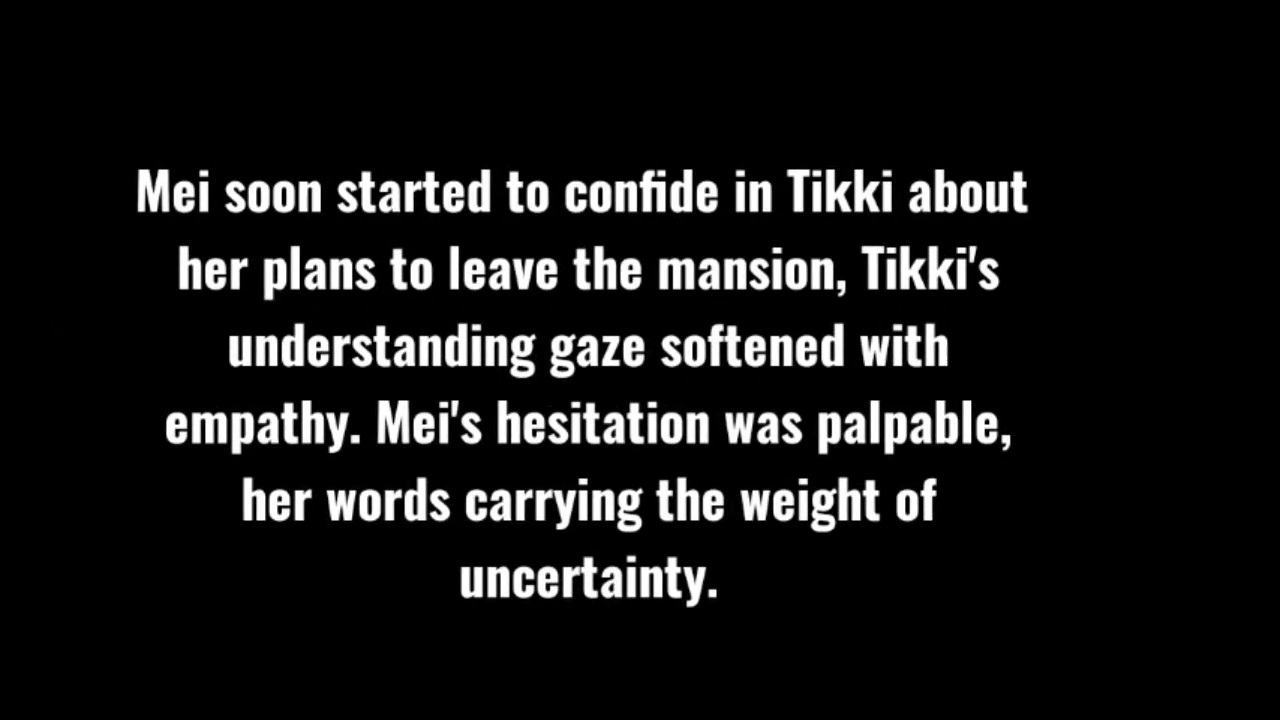 Mei soon started to confide in Tikki about
her plans to leave the mansion, Tikki's
understanding gaze softened with
empathy. Mei's hesitation was palpable,
her words carrying the weight of
uncertainty.